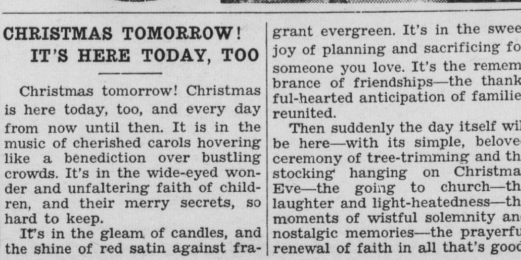 CHRISTMAS TOMORROW!
IT'S HERE TODAY, TOO
Christmas tomorrow! Christmas
is here today, too, and every day
from now until then. It is in the
music of cherished carols hovering
like a benediction over bustling
crowds. It's in the wide-eyed won-
der and unfaltering faith of child-
ren, and their merry secrets, so
hard to keep.
It's in the gleam of candles, and
the shine of red satin against fra-
grant evergreen. It's in the swee
joy of planning and sacrificing fo
someone you love. It's the remem
brance of friendships—the thank
ful-hearted anticipation of familie
reunited.
Then suddenly the day itself wil
be here—with its simple, belove
ceremony of tree-trimming and th
stocking hanging on Christma
Eve—the going to church—th
laughter and light-heatedness—th
moments of wistful solemnity an
nostalgic memories—the prayerfu
renewal of faith in all that's good